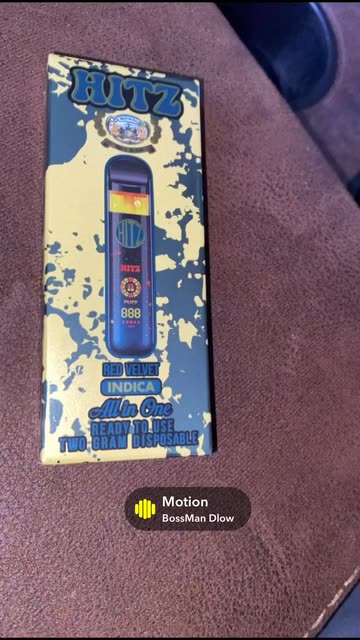 HITZ
HITZ
HITZ
PUFF
888
RED VELVET
INDICA
All in One
READY TO USE
TWO GRAM DISPOSABLE
Motion
BossMan Dlow